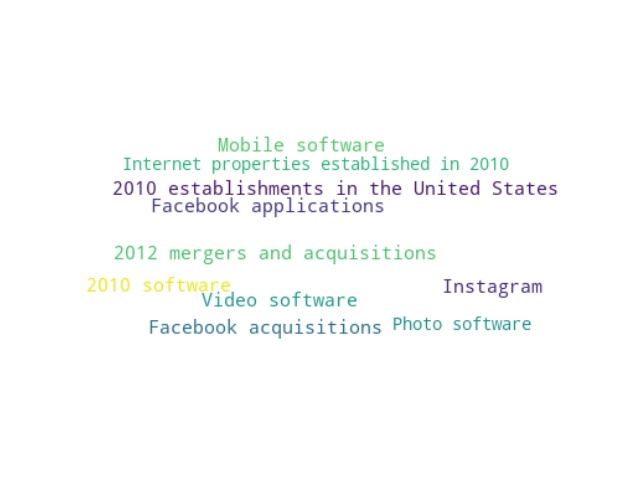 Mobile software
Internet properties established in 2010
2010 establishments in the United States
Facebook applications
2012 mergers and acquisitions
2010 software
Instagram
Video software
Facebook acquisitions
Photo software